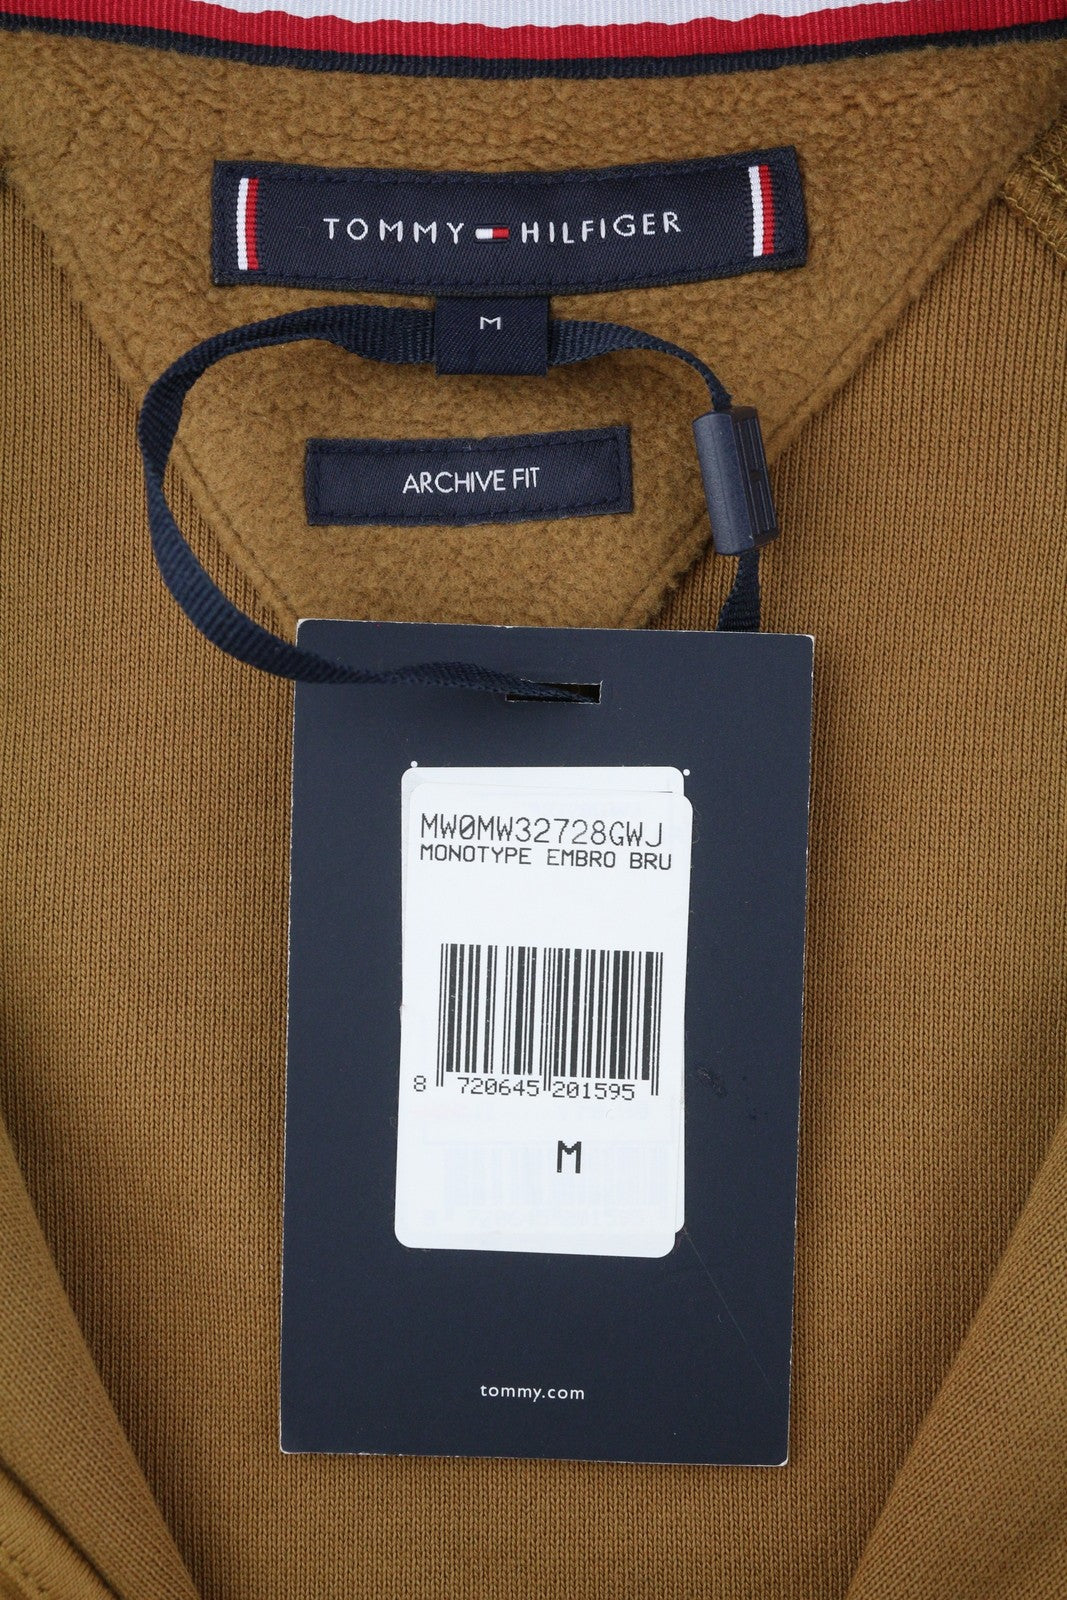 TOMMY HILFIGER
M
ARCHIVE FIT
MW0MW32728GWJ
MONOTYPE EMBRO BRU
8 720645 201595
M
tommy.com